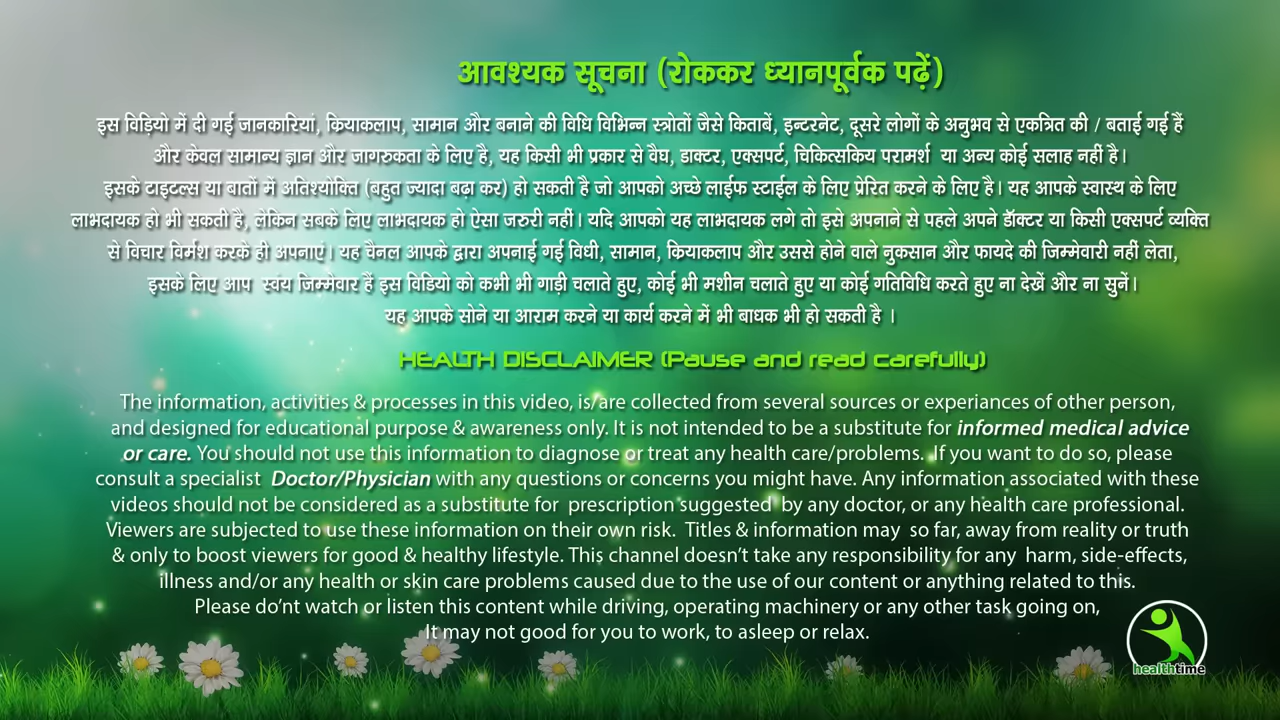 आवश्यक सूचना (रोककर ध्यानपूर्वक पढ़ें)
इस विड़ियो में दी गई जानकारियां, क्रियाकलाप, सामान और बनाने की विधि विभिन्न स्त्रोतों जैसे किताबें, इन्टरनेट, दूसरे लोगों के अनुभव से एकत्रित की / बताई गई हैं
और केवल सामान्य ज्ञान और जागरुकता के लिए है, यह किसी भी प्रकार से वैद्य, डाक्टर, एक्सपर्ट, चिकित्सकिय परामर्श या अन्य कोई सलाह नहीं है।
इसके टाइटल्स या बातों में अतिश्योक्ति (बहुत ज्यादा बढ़ा कर) हो सकती है जो आपको अच्छे लाईफ स्टाईल के लिए प्रेरित करने के लिए है। यह आपके स्वास्थ के लिए
लाभदायक हो भी सकती है, लेकिन सबके लिए लाभदायक हो ऐसा जरुरी नहीं। यदि आपको यह लाभदायक लगे तो इसे अपनाने से पहले अपने डॅाक्टर या किसी एक्सपर्ट व्यक्ति
से विचार विर्मश करके ही अपनाएं। यह चैनल आपके द्वारा अपनाई गई विधी, सामान, क्रियाकलाप और उससे होने वाले नुकसान और फायदे की जिम्मेवारी नहीं लेता,
इसके लिए आप स्वंय जिम्मेवार हैं इस विडियो को कभी भी गाड़ी चलाते हुए, कोई भी मशीन चलाते हुए या कोई गतिविधि करते हुए ना देखें और ना सुनें।
यह आपके सोने या आराम करने या कार्य करने में भी बाधक भी हो सकती है ।
HEALTH DISCLAIMER (Pause and read carefully)
The information, activities & processes in this video, is/are collected from several sources or experiances of other person,
and designed for educational purpose & awareness only. It is not intended to be a substitute for informed medical advice
or care. You should not use this information to diagnose or treat any health care/problems. If you want to do so, please
consult a specialist Doctor/Physician with any questions or concerns you might have. Any information associated with these
videos should not be considered as a substitute for prescription suggested by any doctor, or any health care professional.
Viewers are subjected to use these information on their own risk. Titles & information may so far, away from reality or truth
& only to boost viewers for good & healthy lifestyle. This channel doesn't take any responsibility for any harm, side-effects,
illness and/or any health or skin care problems caused due to the use of our content or anything related to this.
Please do'nt watch or listen this content while driving, operating machinery or any other task going on,
It may not good for you to work, to asleep or relax.
healthtime